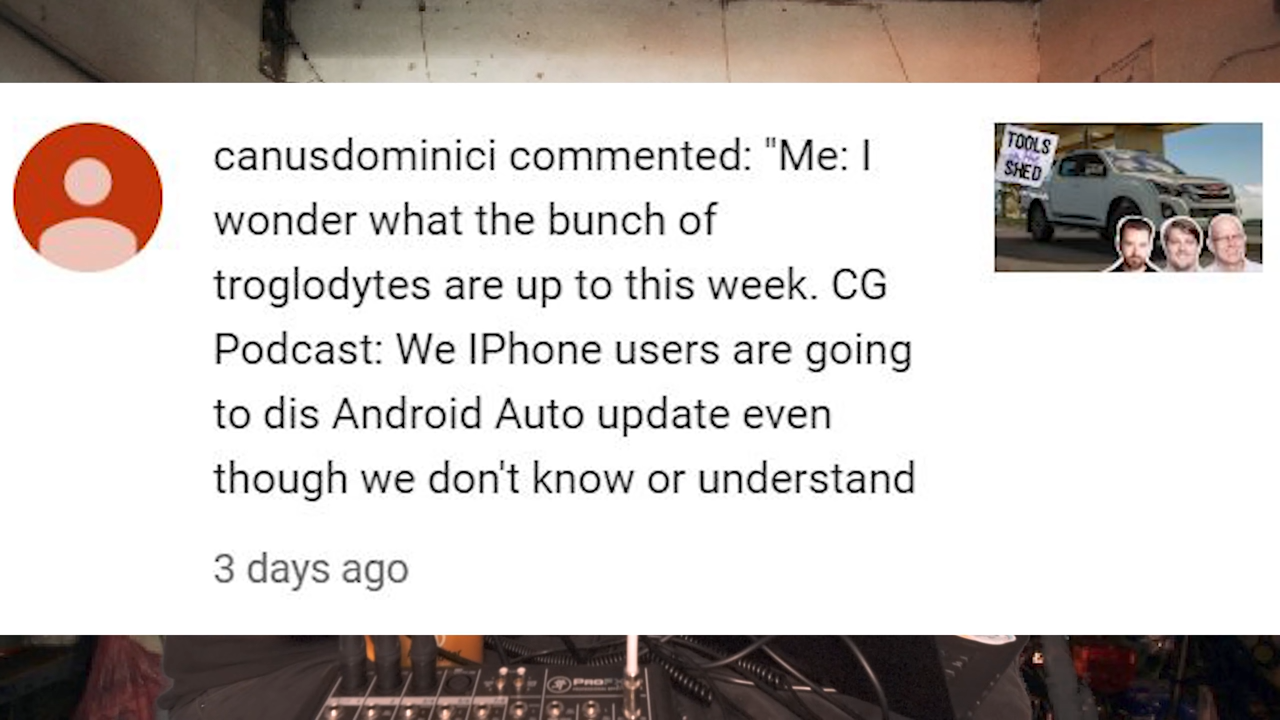 canusdominici commented: "Me: I
wonder what the bunch of
troglodytes are up to this week. CG
Podcast: We IPhone users are going
to dis Android Auto update even
though we don't know or understand
3 days ago
TOOLS
SHED
PROFX